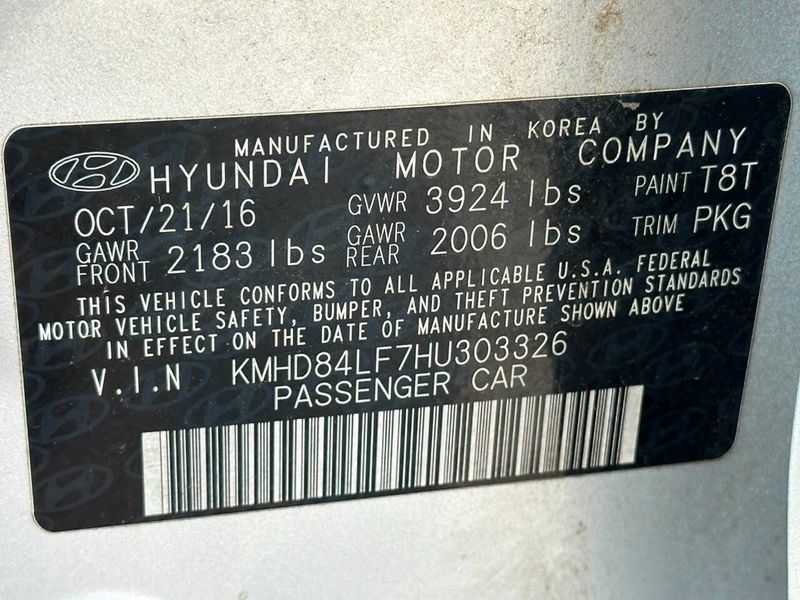 MANUFACTURED IN KOREA BY
HYUNDAI MOTOR COMPANY
OCT/21/16 GVWR 3924 lbs PAINT T8T
GAWR FRONT 2183 lbs GAWR REAR 2006 lbs TRIM PKG
THIS VEHICLE CONFORMS TO ALL APPLICABLE U.S.A. FEDERAL
MOTOR VEHICLE SAFETY, BUMPER, AND THEFT PREVENTION STANDARDS
IN EFFECT ON THE DATE OF MANUFACTURE SHOWN ABOVE
V.I.N KMHD84LF7HU303326
PASSENGER CAR